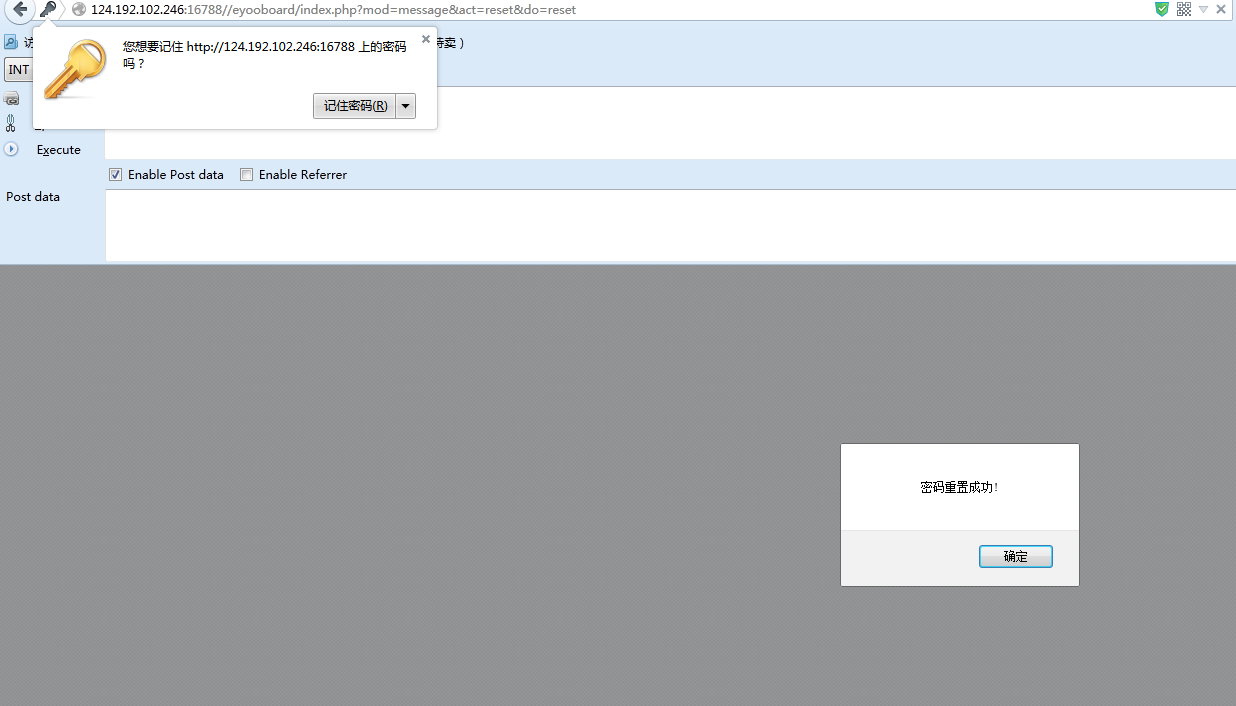 124.192.102.246:16788//eyooboard/index.php?mod=message&act=reset&do=reset
您想要记住 http://124.192.102.246:16788 上的密码
吗？
记住密码(R)
卖）
INT
Execute
Enable Post data
Enable Referrer
Post data
密码重置成功!
确定